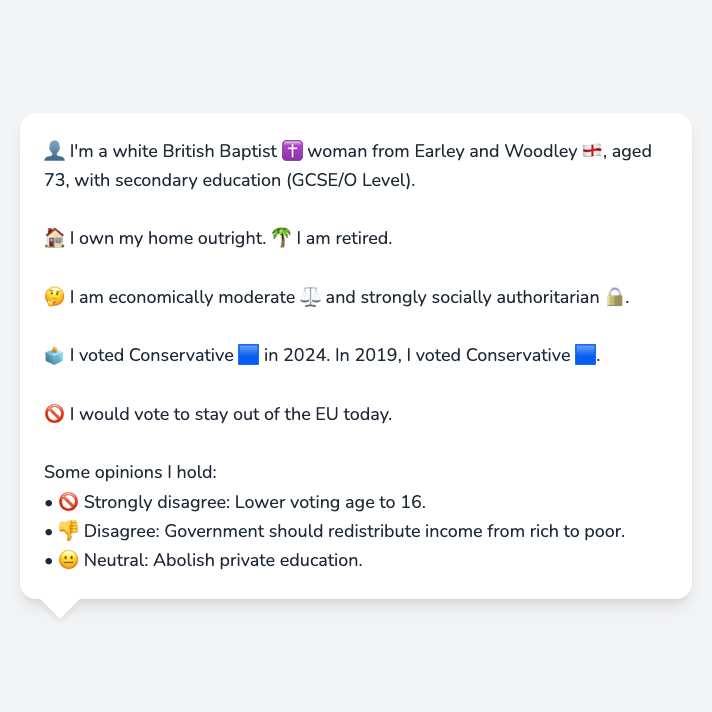 👤 I'm a white British Baptist ✝️ woman from Earley and Woodley 🏴󠁧󠁢󠁥󠁮󠁧󠁿, aged
73, with secondary education (GCSE/O Level).
🏠 I own my home outright. 🌴 I am retired.
🤔 I am economically moderate ⚖️ and strongly socially authoritarian 🔒.
🗳️ I voted Conservative 🟦 in 2024. In 2019, I voted Conservative 🟦.
🚫 I would vote to stay out of the EU today.
Some opinions I hold:
• 🚫 Strongly disagree: Lower voting age to 16.
• 👎 Disagree: Government should redistribute income from rich to poor.
• 😐 Neutral: Abolish private education.